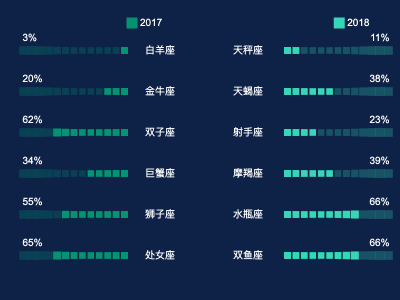 2017 2018
3% 11%
白羊座 天秤座
20% 38%
金牛座 天蝎座
62% 23%
双子座 射手座
34% 39%
巨蟹座 摩羯座
55% 66%
狮子座 水瓶座
65% 66%
处女座 双鱼座